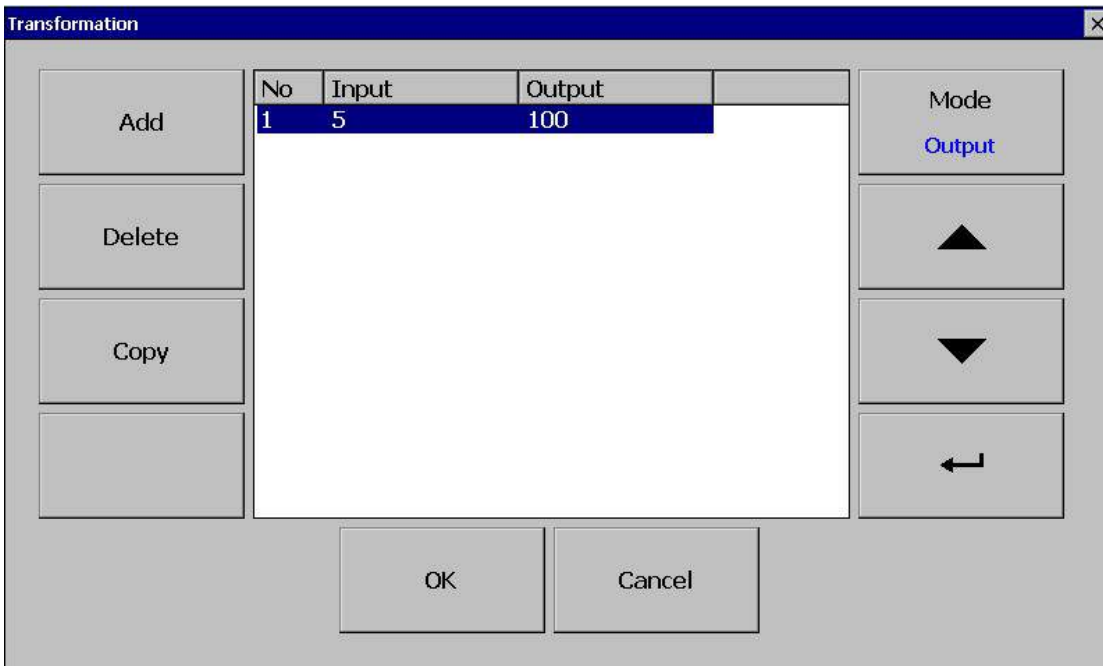 Transformation
Add
Delete
Copy
No Input Output
1 5 100
Mode
Output
OK
Cancel